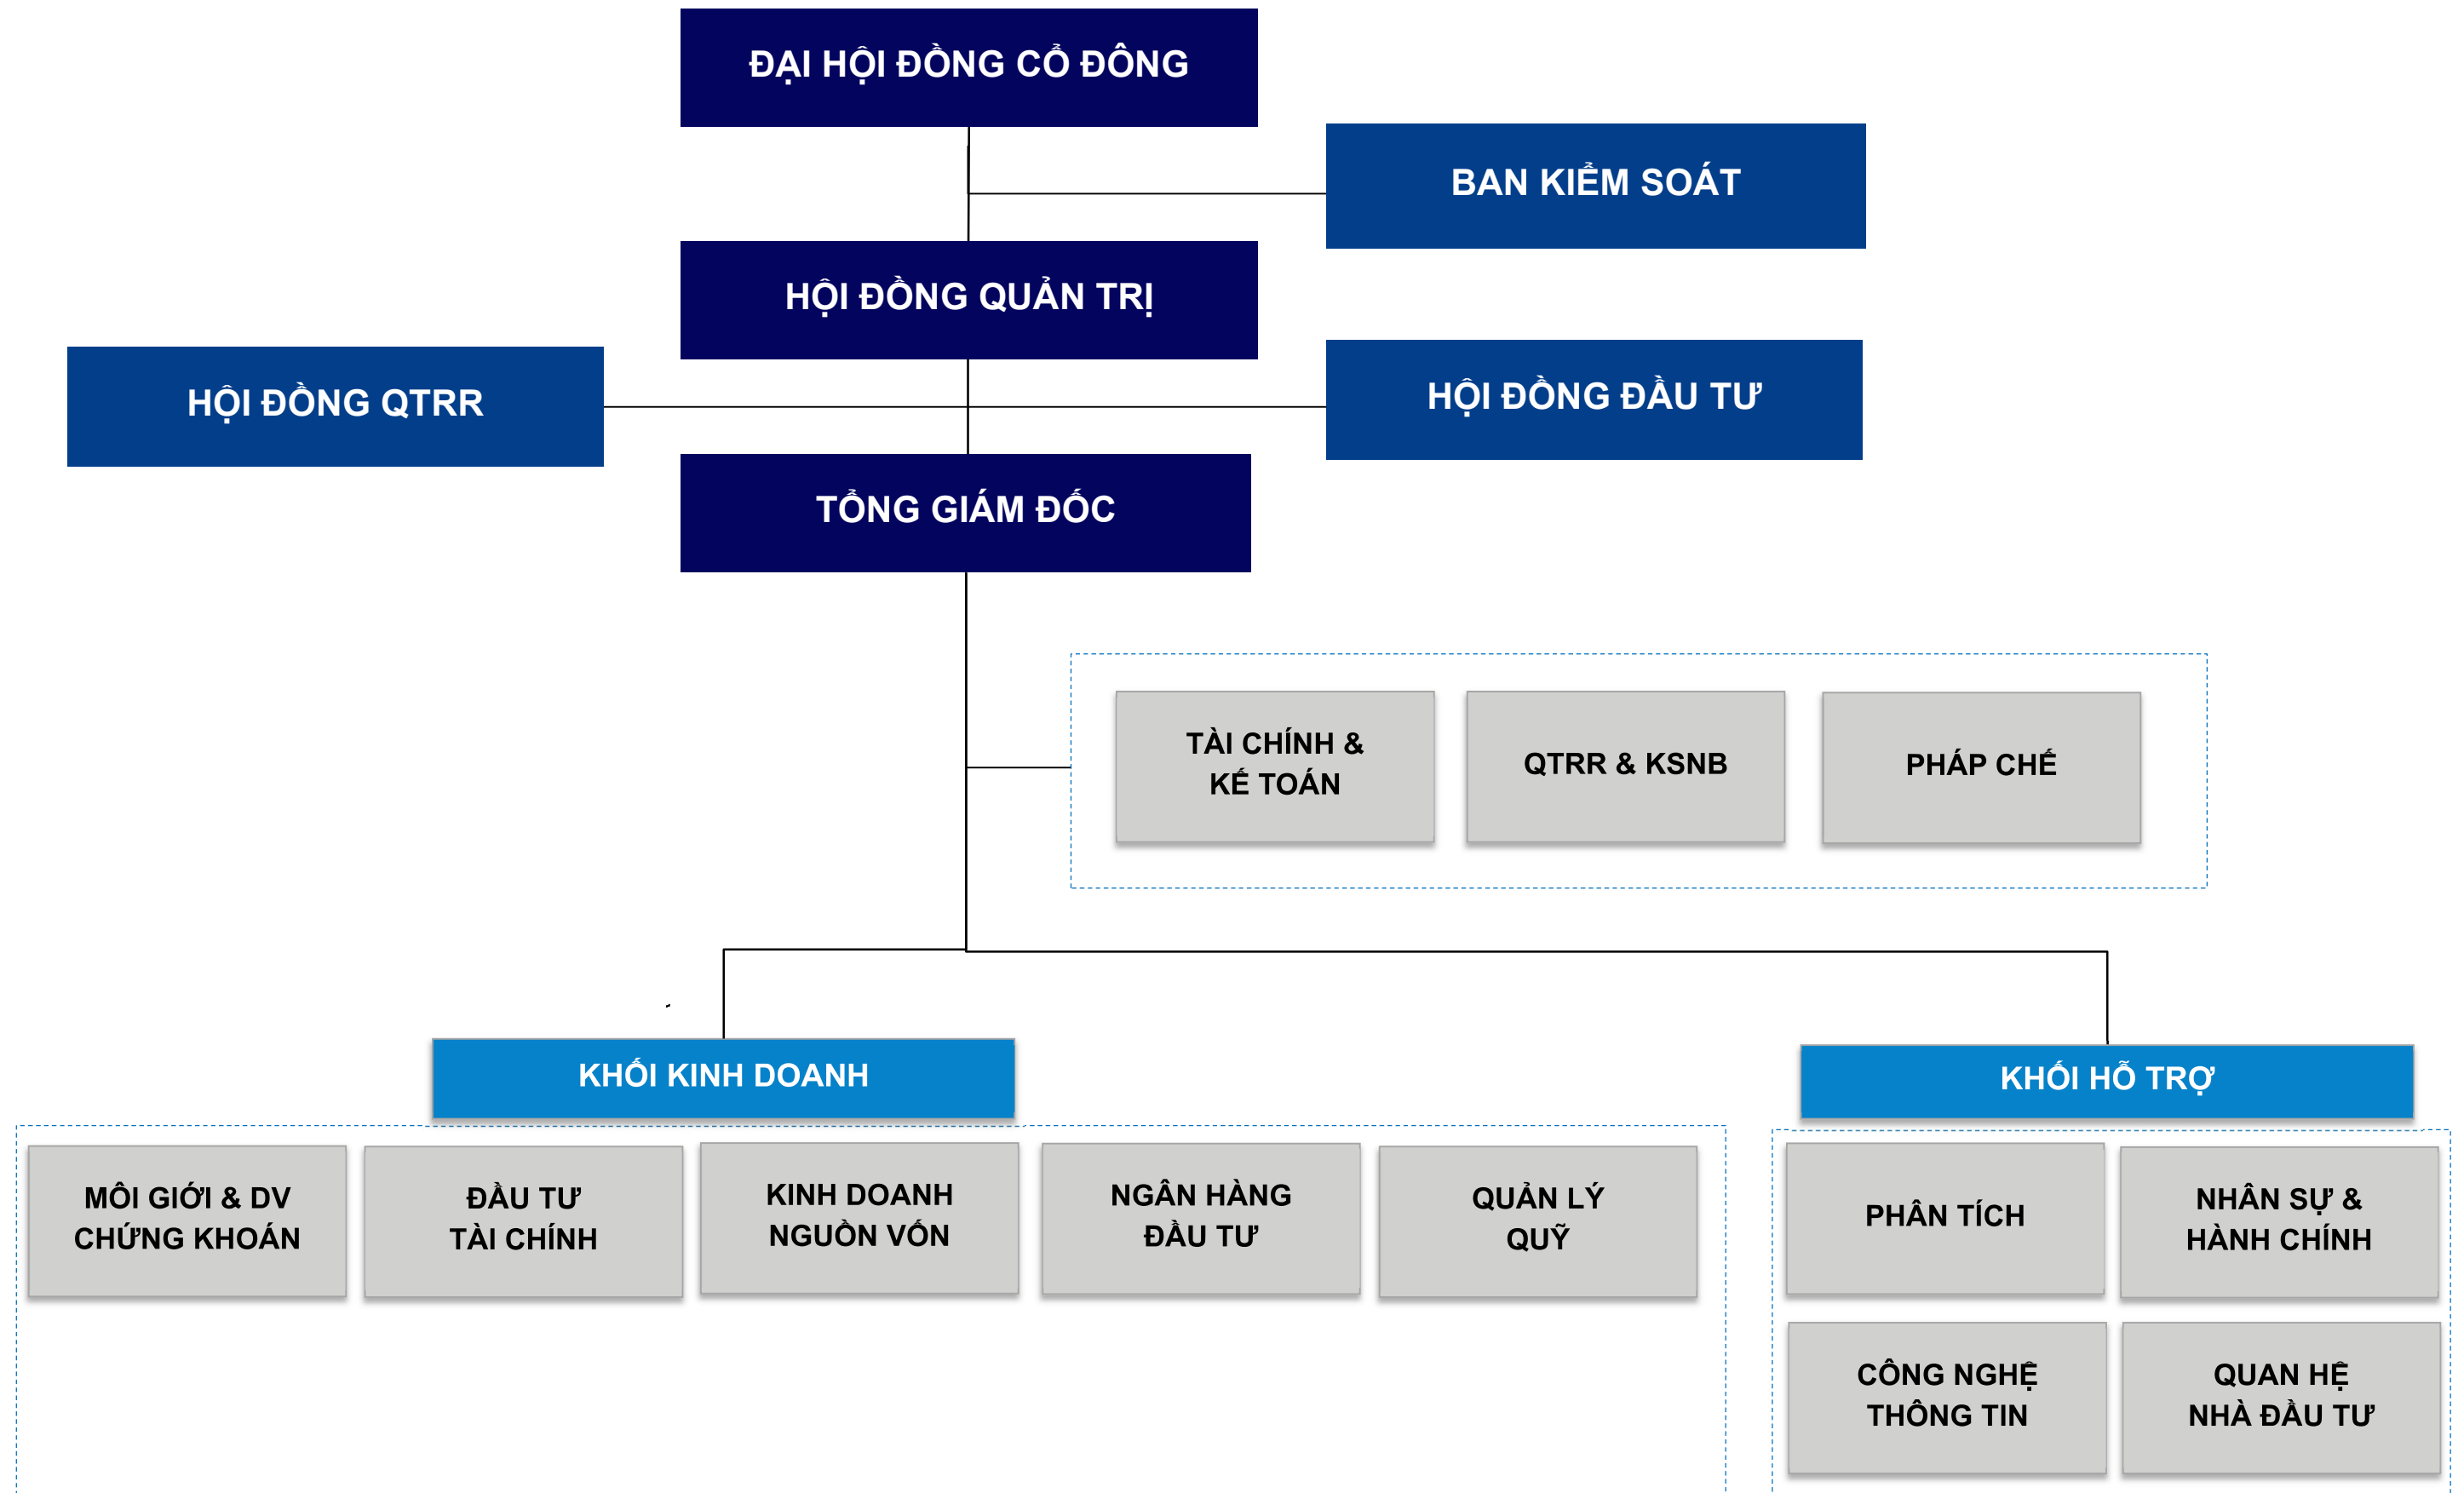 ĐẠI HỘI ĐỒNG CỔ ĐÔNG
BAN KIỂM SOÁT
HỘI ĐỒNG QUẢN TRỊ
HỘI ĐỒNG QTRR
HỘI ĐỒNG ĐẦU TƯ
TỔNG GIÁM ĐỐC
TÀI CHÍNH &
KẾ TOÁN
QTRR & KSNB
PHÁP CHẾ
KHỐI KINH DOANH
KHỐI HỖ TRỢ
MÔI GIỚI & DV
CHỨNG KHOÁN
ĐẦU TƯ
TÀI CHÍNH
KINH DOANH
NGUỒN VỐN
NGÂN HÀNG
ĐẦU TƯ
QUẢN LÝ
QUỸ
PHÂN TÍCH
NHÂN SỰ &
HÀNH CHÍNH
CÔNG NGHỆ
THÔNG TIN
QUAN HỆ
NHÀ ĐẦU TƯ